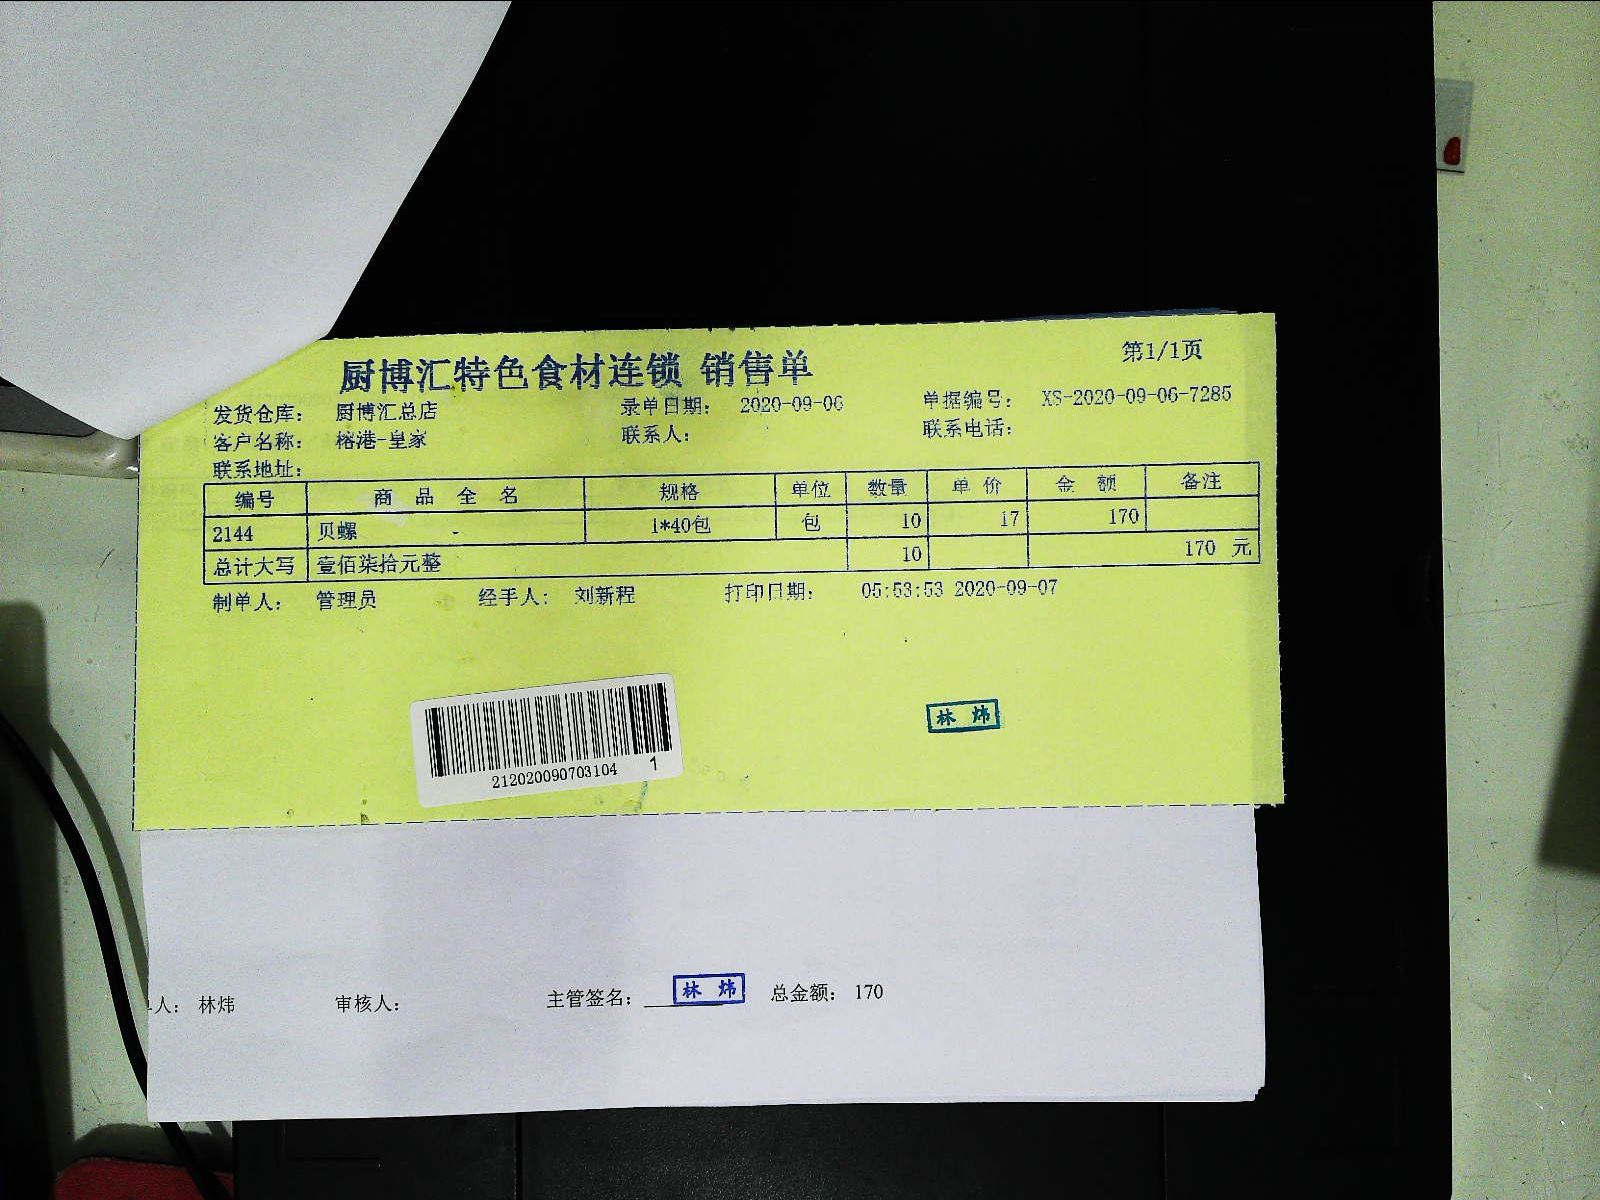 厨博汇特色食材连锁 销售单
第1/1页
发货仓库： 厨博汇总店 录单日期： 2020-09-06 单据编号： XS-2020-09-06-7285
客户名称： 榕港-皇家 联系人： 联系电话：
联系地址：
编号 商品全名 规格 单位 数量 单价 金额 备注
2144 贝螺 - 1*40包 包 10 17 170
总计大写 壹佰柒拾元整 10 170 元
制单人： 管理员 经手人： 刘新程 打印日期： 05:53:53 2020-09-07
林炜
212020090703104 1
人： 林炜 审核人： 主管签名： 林炜 总金额： 170